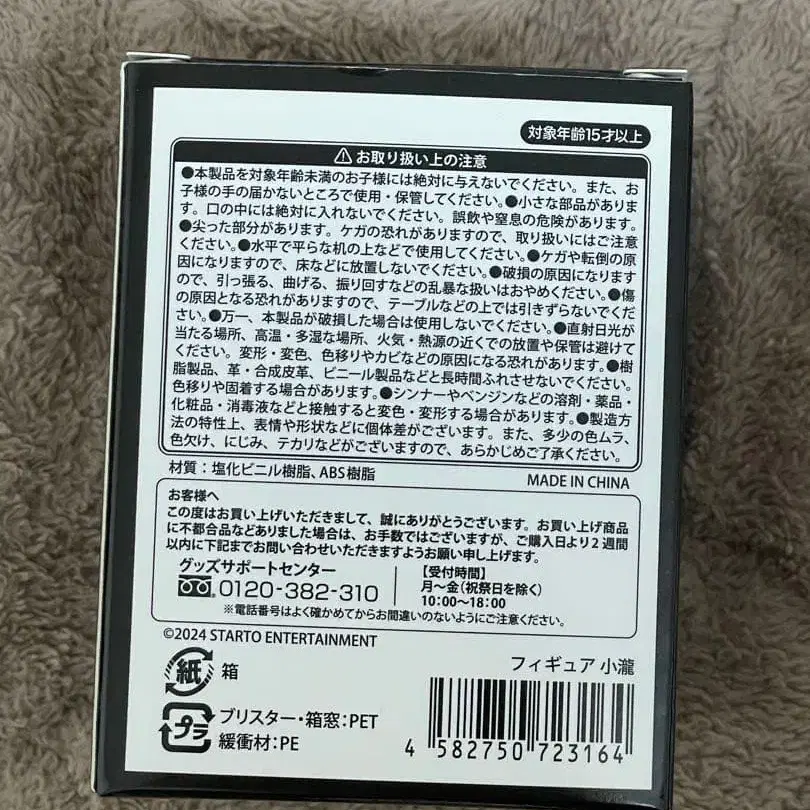 対象年齢15才以上
お取り扱い上の注意
●本製品を対象年齢未満のお子様には絶対に与えないでください。また、お
子様の手の届かないところで使用・保管してください。●小さな部品がありま
す。口の中には絶対に入れないでください。誤飲や窒息の危険があります。
●尖った部分があります。ケガの恐れがありますので、取り扱いにはご注意
ください。●水平で平らな机の上などで使用してください。●ケガや転倒の原
因になりますので、床などに放置しないでください。●破損の原因になります
ので、引っ張る、曲げる、振り回すなどの乱暴な扱いはおやめください。●傷
の原因となる恐れがありますので、テーブルなどの上では引きずらないでくだ
さい。●万一、本製品が破損した場合は使用しないでください。●直射日光が
当たる場所、高温・多湿な場所、火気・熱源の近くでの放置や保管は避けて
ください。変形・変色、色移りやカビなどの原因になる恐れがあります。●樹
脂製品、革・合成皮革、ビニール製品などと長時間ふれさせないでください。
色移りや固着する場合があります。●シンナーやベンジンなどの溶剤・薬品・
化粧品・消毒液などと接触すると変色・変形する場合があります。●製造方
法の特性上、表情や形状などに個体差がございます。また、多少の色ムラ、
色欠け、にじみ、テカリなどがございますので、あらかじめご了承ください。
材質：塩化ビニル樹脂、ABS樹脂
MADE IN CHINA
お客様へ
この度はお買い上げいただきまして、誠にありがとうございます。お買い上げ商品
に不都合品などありました場合は、お手数ではございますが、ご購入日より2週間
以内に下記までお問い合わせいただきますようお願い申し上げます。
グッズサポートセンター
0120-382-310
【受付時間】
月〜金(祝祭日を除く)
10:00〜18:00
※電話番号はよく確かめてからお間違いのないようにご注意ください。
©2024 STARTO ENTERTAINMENT
紙 箱
フィギュア 小瀧
プラ
ブリスター・箱窓：PET
緩衝材：PE
4 582750 723164